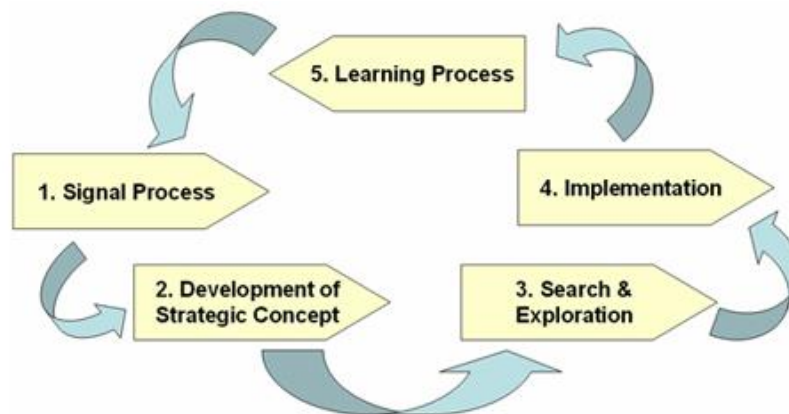 5. Learning Process
1. Signal Process
4. Implementation
2. Development of
Strategic Concept
3. Search &
Exploration